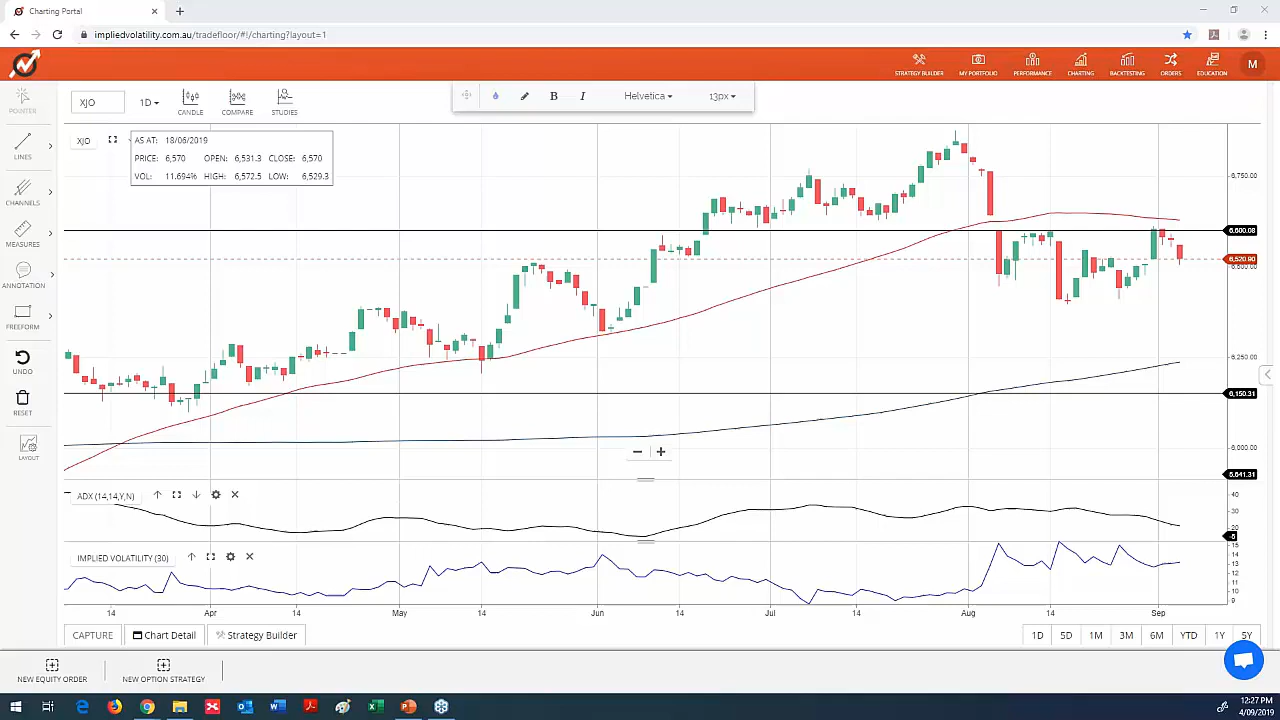 Charting Portal
impliedvolatility.com.au/tradefloor/#!/charting?layout=1
STRATEGY BUILDER
MY PORTFOLIO
PERFORMANCE
CHARTING
BACKTESTING
ORDERS
EDUCATION
M
POINTER
LINES
CHANNELS
MEASURES
ANNOTATION
FREEFORM
UNDO
RESET
LAYOUT
XJO
1D
CANDLE
COMPARE
STUDIES
B
I
Helvetica
13px
XJO
AS AT: 18/06/2019
PRICE: 6,570 OPEN: 6,531.3 CLOSE: 6,570
VOL: 11.694% HIGH: 6,572.5 LOW: 6,529.3
6,750.00
6,600.08
6,520.90
6,500.00
6,250.00
6,150.31
6,000.00
5,841.31
ADX (14,14,Y,N)
40
30
20
IMPLIED VOLATILITY (30)
15
14
13
12
11
10
9
14 Apr 14 May 14 Jun 14 Jul 14 Aug 14 Sep
CAPTURE Chart Detail Strategy Builder
1D 5D 1M 3M 6M YTD 1Y 5Y
NEW EQUITY ORDER
NEW OPTION STRATEGY
12:27 PM
4/09/2019